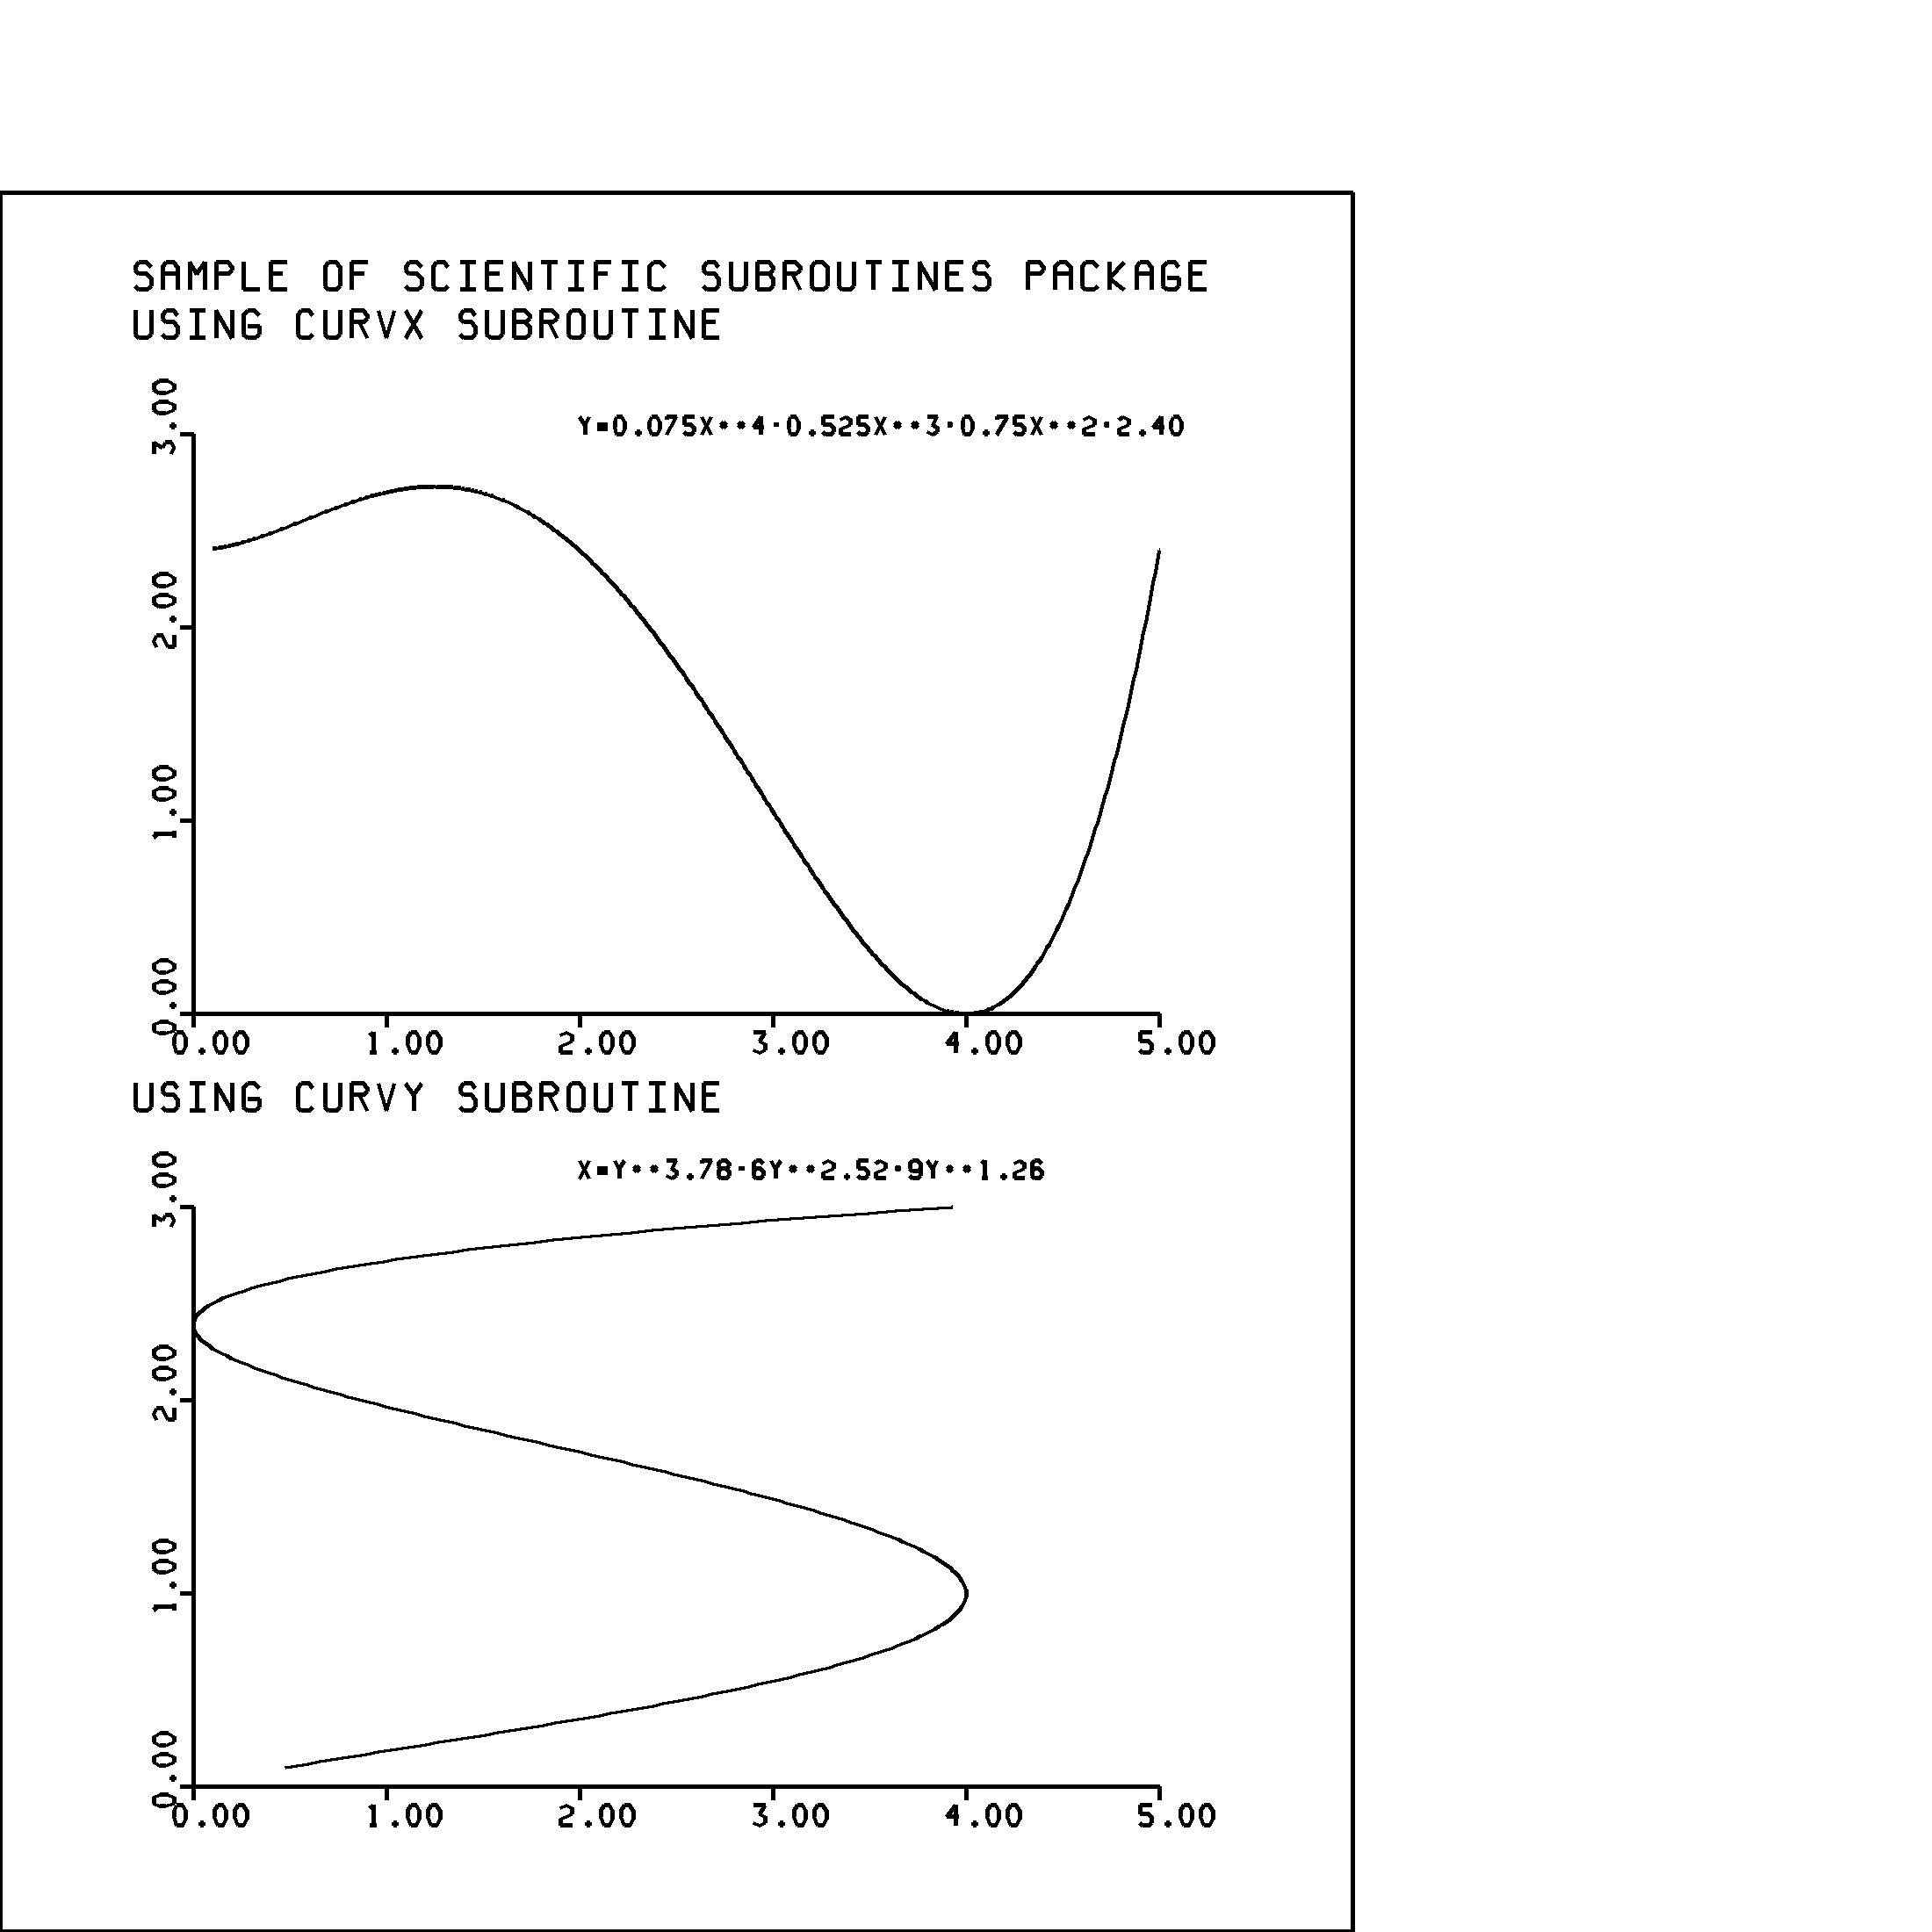 SAMPLE OF SCIENTIFIC SUBROUTINES PACKAGE
USING CURVX SUBROUTINE
Y=0.075X**4·0.525X**3·0.75X**2·2.40
3.00
2.00
1.00
0.00
0.00 1.00 2.00 3.00 4.00 5.00
USING CURVY SUBROUTINE
X=Y**3.78·6Y**2.52·9Y**1.26
3.00
2.00
1.00
0.00
0.00 1.00 2.00 3.00 4.00 5.00